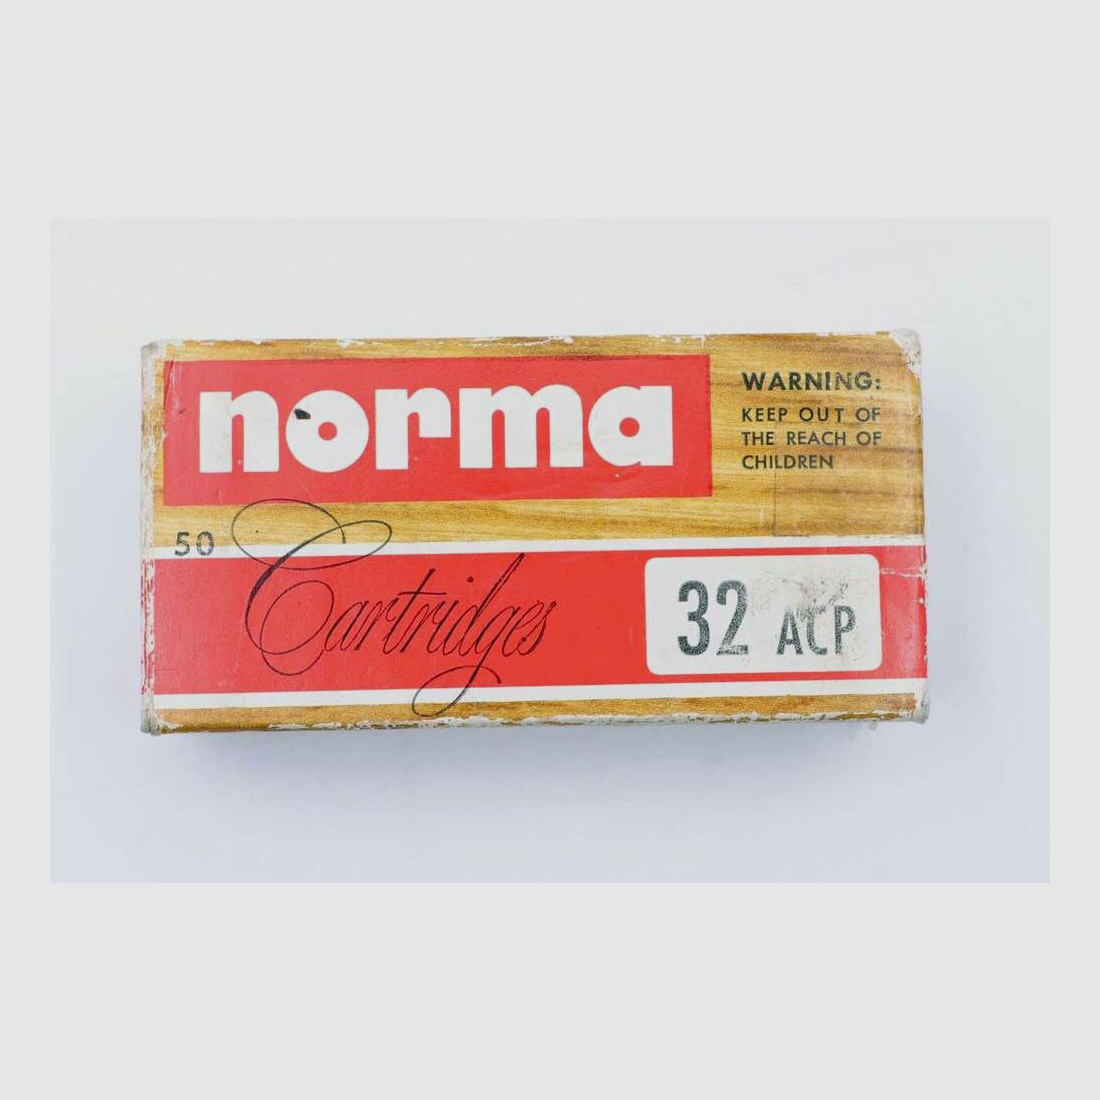 norma
WARNING:
KEEP OUT OF
THE REACH OF
CHILDREN
50 Cartridges
32 ACP